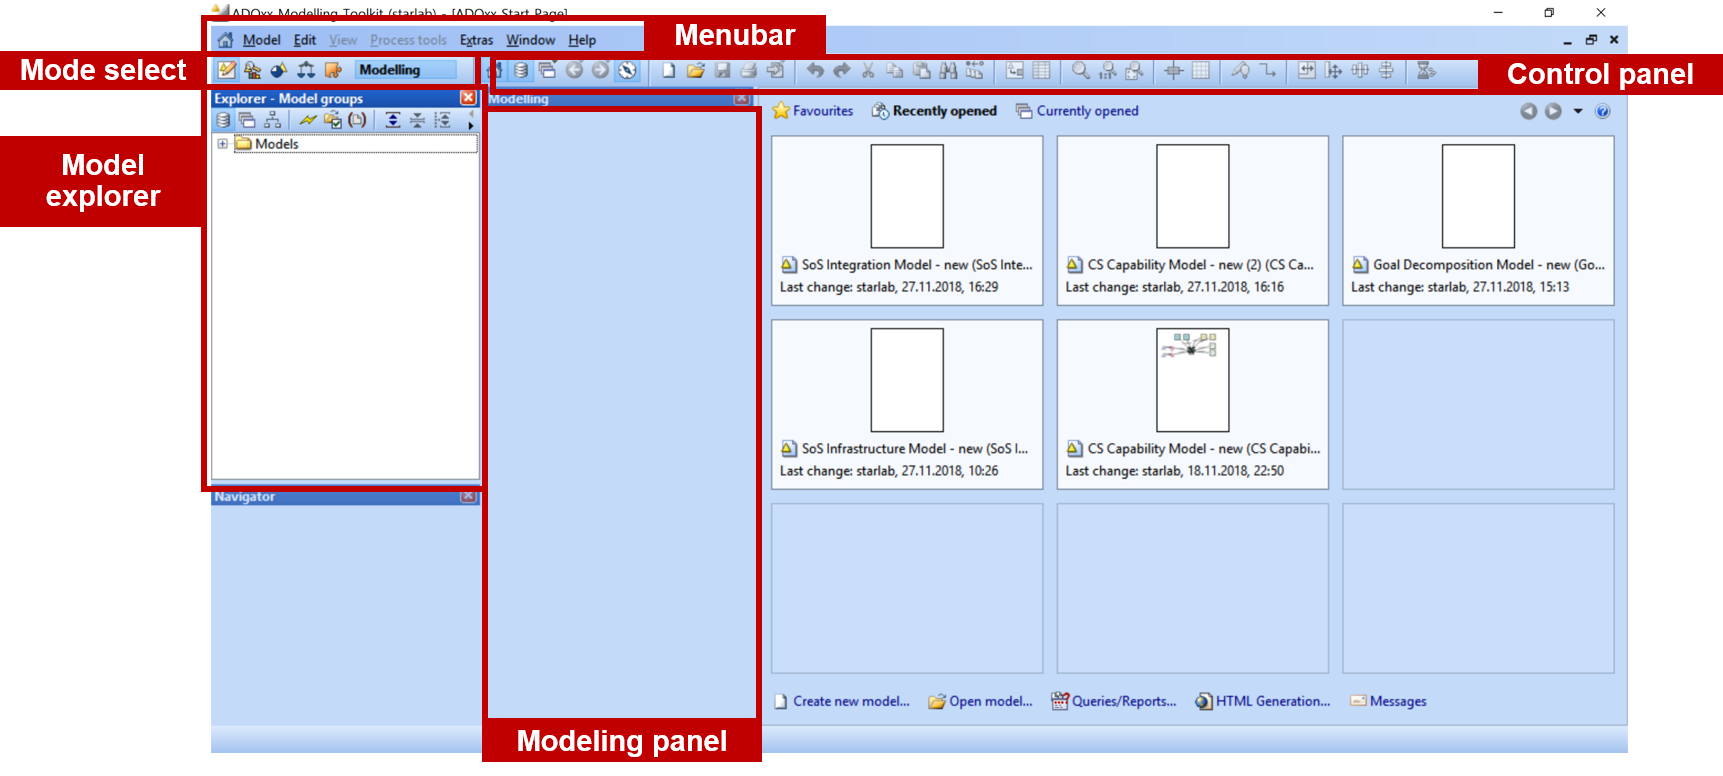 ADOxx Modelling Toolkit (starlab) - [ADOxx Start Page]
Menubar
Model Edit View Process tools Extras Window Help
Mode select
Modelling
Control panel
Explorer - Model groups
Modelling
Favourites Recently opened Currently opened
Models
Model
explorer
SoS Integration Model - new (SoS Inte...
Last change: starlab, 27.11.2018, 16:29
CS Capability Model - new (2) (CS Ca...
Last change: starlab, 27.11.2018, 16:16
Goal Decomposition Model - new (Go...
Last change: starlab, 27.11.2018, 15:13
SoS Infrastructure Model - new (SoS I...
Last change: starlab, 27.11.2018, 10:26
CS Capability Model - new (CS Capabi...
Last change: starlab, 18.11.2018, 22:50
Navigator
Create new model... Open model... Queries/Reports... HTML Generation... Messages
Modeling panel